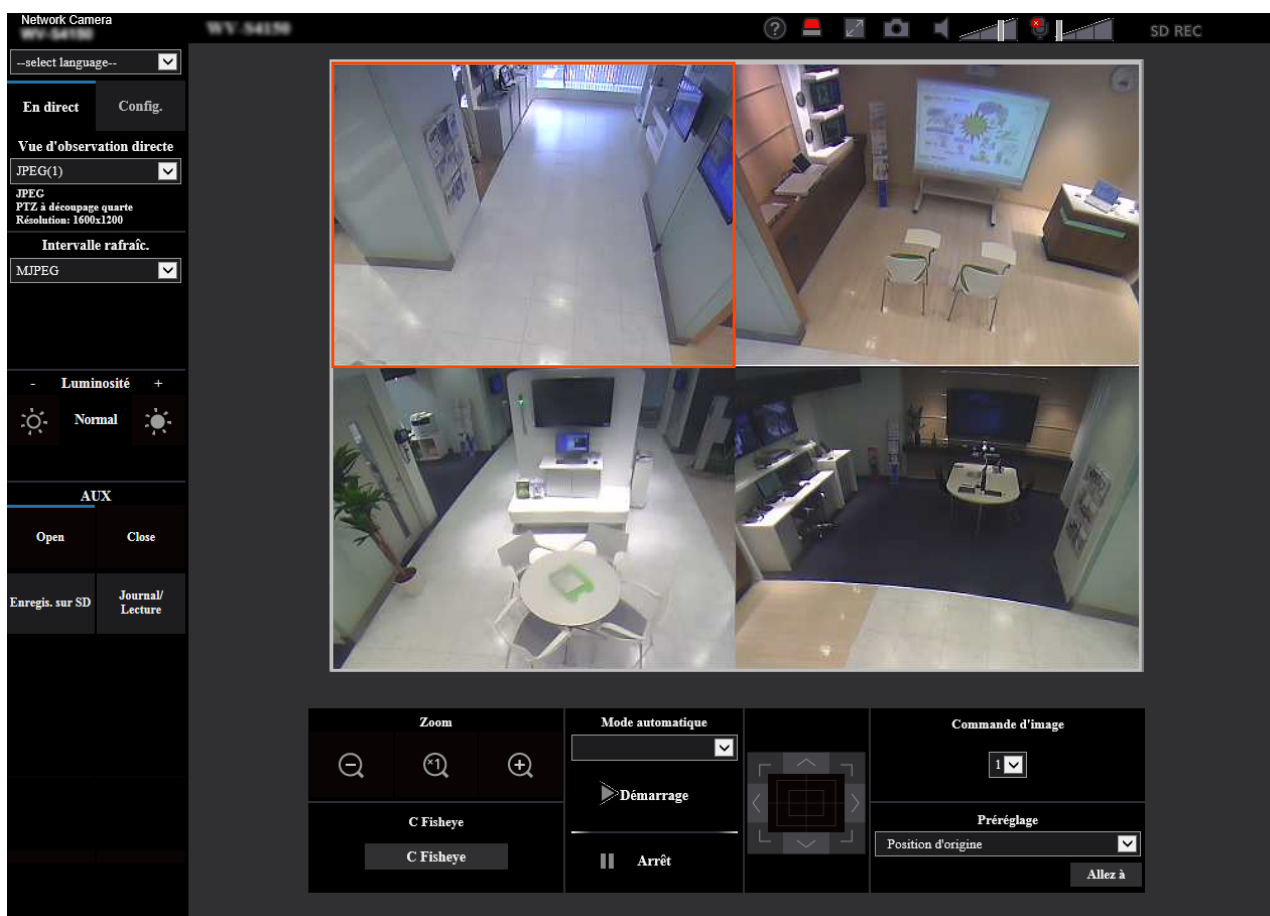 Network Camera
SD REC
--select language--
En direct
Config.
Vue d'observation directe
JPEG(1)
JPEG
PTZ à découpage quarte
Résolution: 1600x1200
Intervalle rafraîc.
MJPEG
- Luminosité +
Normal
AUX
Open
Close
Enregis. sur SD
Journal/
Lecture
Zoom
×1
C Fisheye
C Fisheye
Mode automatique
Démarrage
Arrêt
Commande d'image
1
Préréglage
Position d'origine
Allez à